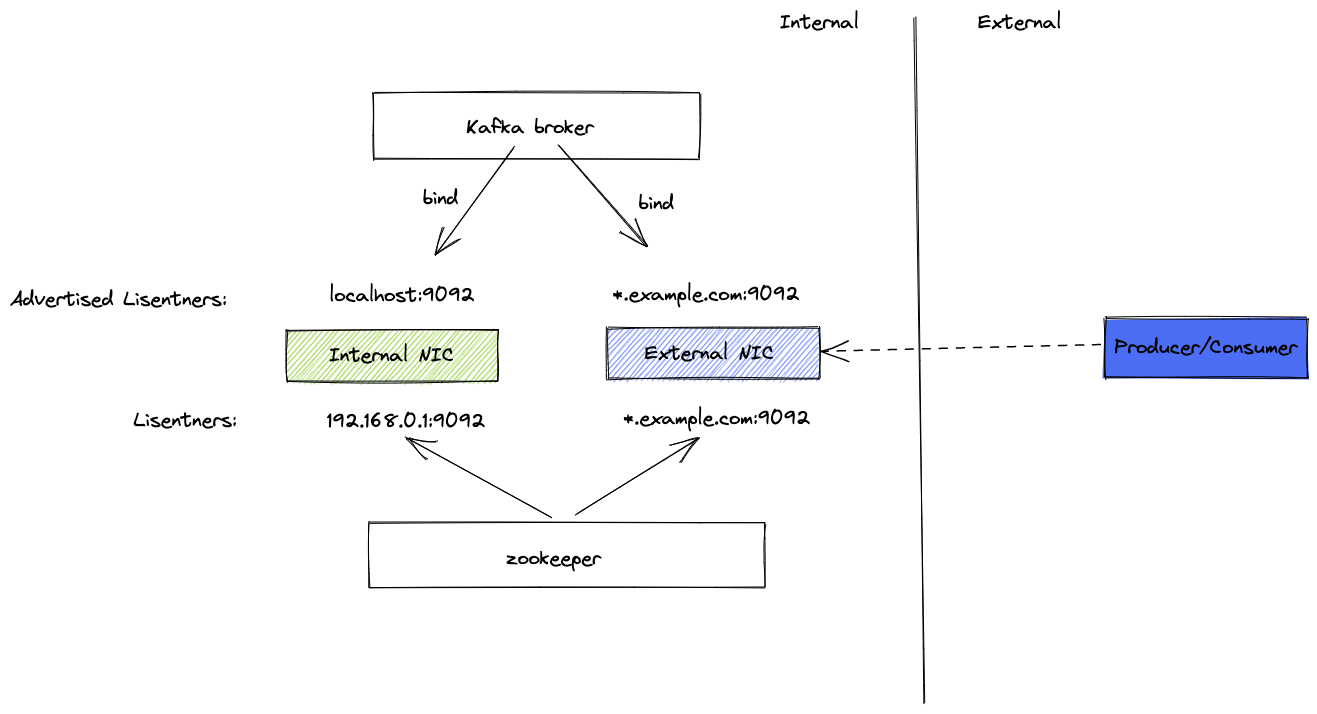 Internal
External
Kafka broker
bind
bind
Advertised Lisentners:
localhost:9092
*.example.com:9092
Internal NIC
External NIC
Producer/Consumer
Lisentners:
192.168.0.1:9092
*.example.com:9092
zookeeper